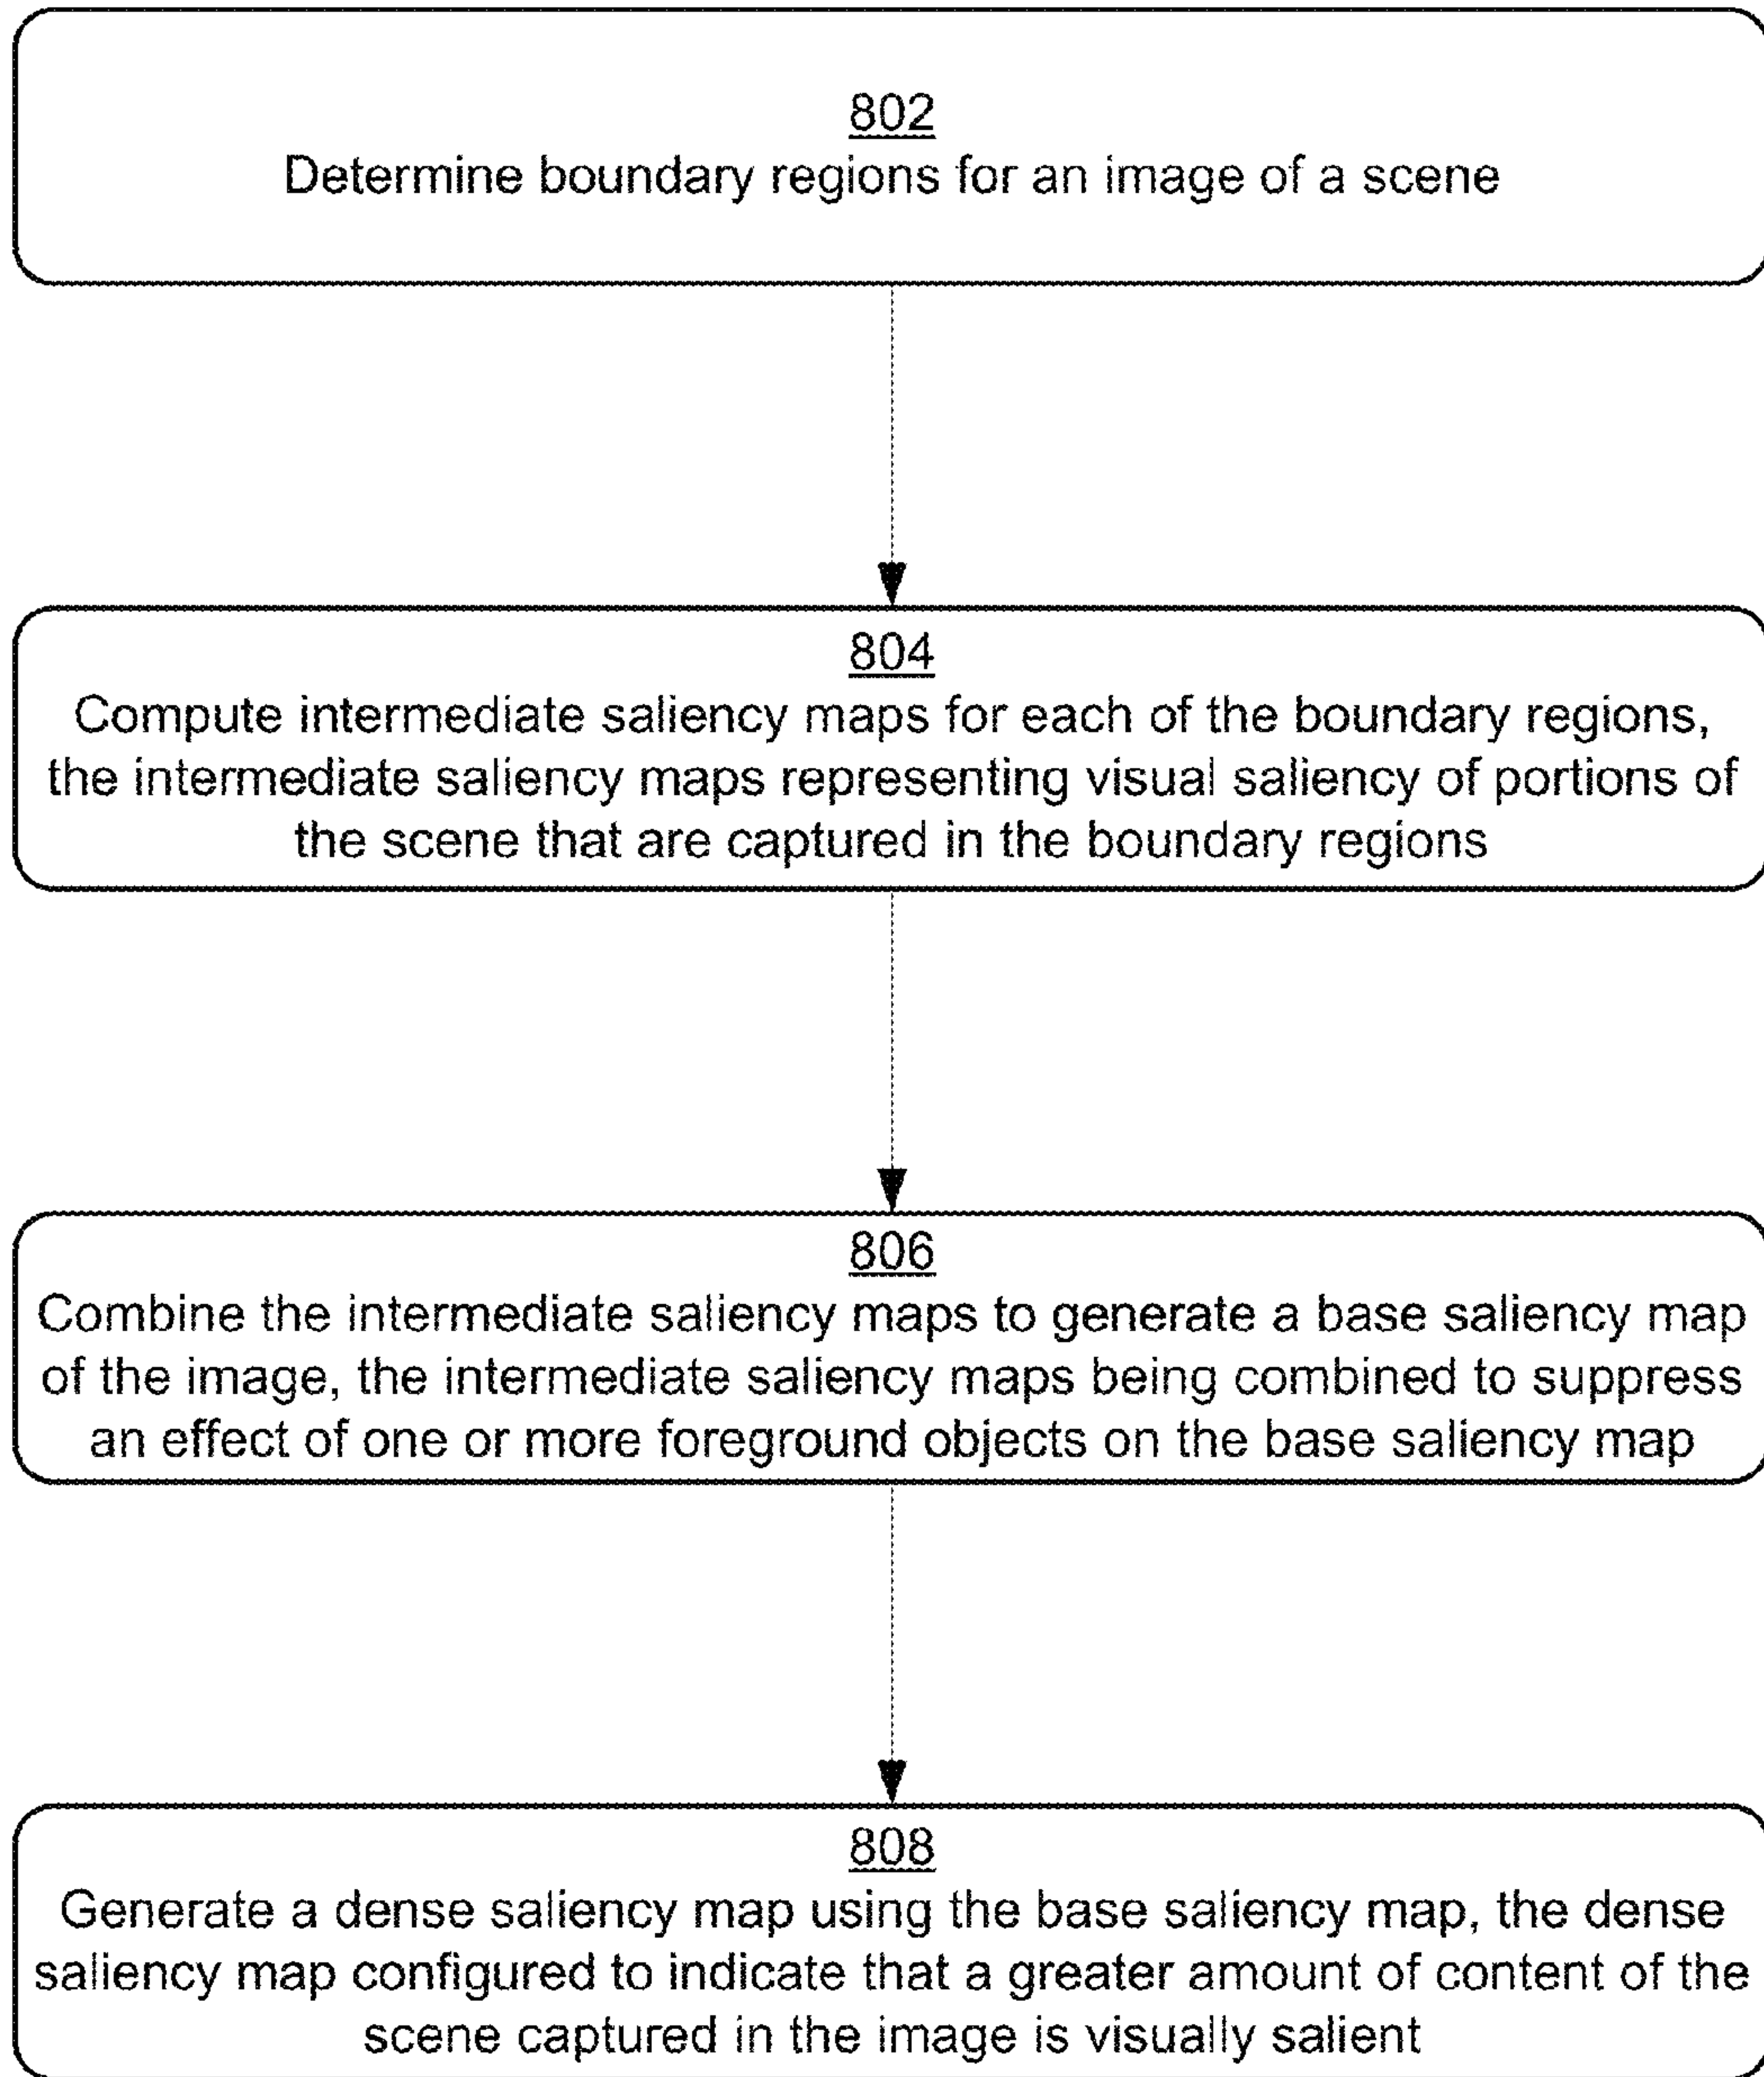 802
Determine boundary regions for an image of a scene
804
Compute intermediate saliency maps for each of the boundary regions,
the intermediate saliency maps representing visual saliency of portions of
the scene that are captured in the boundary regions
806
Combine the intermediate saliency maps to generate a base saliency map
of the image, the intermediate saliency maps being combined to suppress
an effect of one or more foreground objects on the base saliency map
808
Generate a dense saliency map using the base saliency map, the dense
saliency map configured to indicate that a greater amount of content of the
scene captured in the image is visually salient